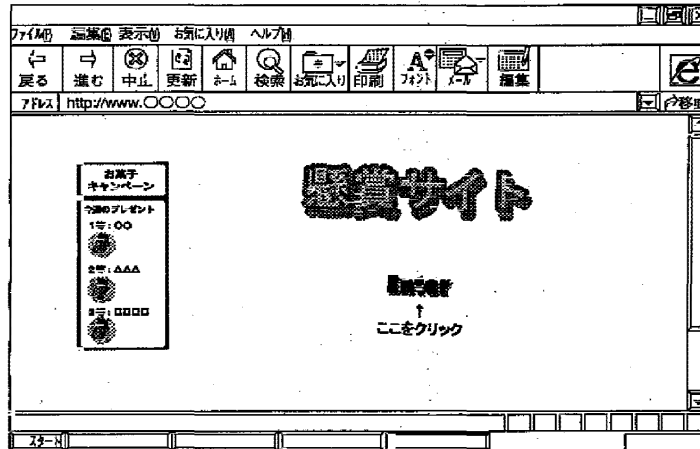 ファイル(F) 編集(E) 表示(V) お気に入り(A) ヘルプ(H)
戻る 進む 中止 更新 ホーム 検索 お気に入り 印刷 フォント メール 編集
アドレス http://www.○○○○ 移動
お菓子
キャンペーン
今週のプレゼント
1等:○○
2等:△△△
3等:□□□□
懸賞サイト
Enter
↑
ここをクリック
スタート